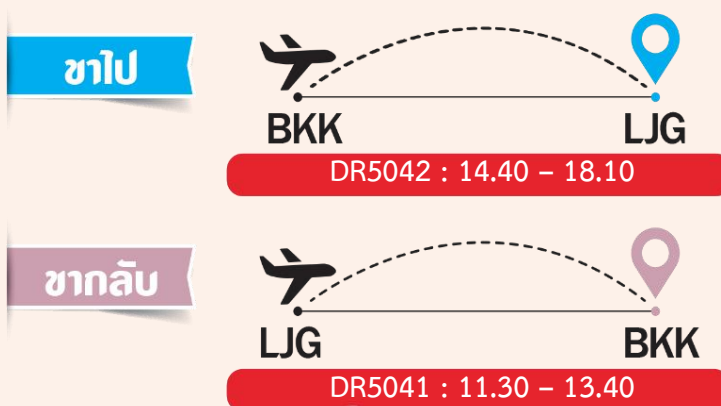 ขาไป
BKK LJG
DR5042 : 14.40 – 18.10
ขากลับ
LJG BKK
DR5041 : 11.30 – 13.40